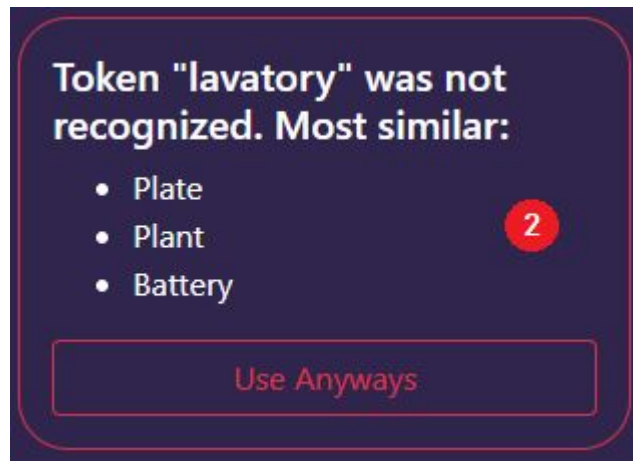 Token "lavatory" was not
recognized. Most similar:
• Plate
• Plant
2
• Battery
Use Anyways